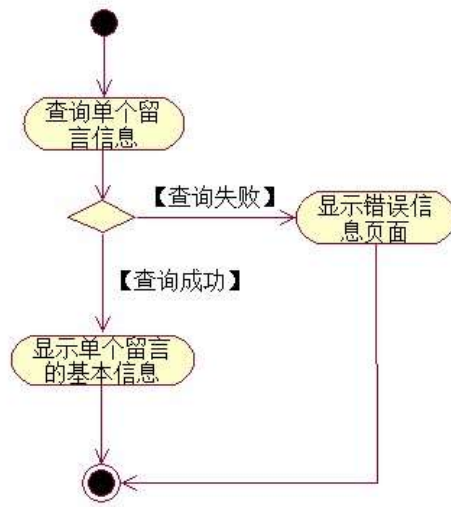 查询单个留
言信息
【查询失败】
显示错误信
息页面
【查询成功】
显示单个留言
的基本信息